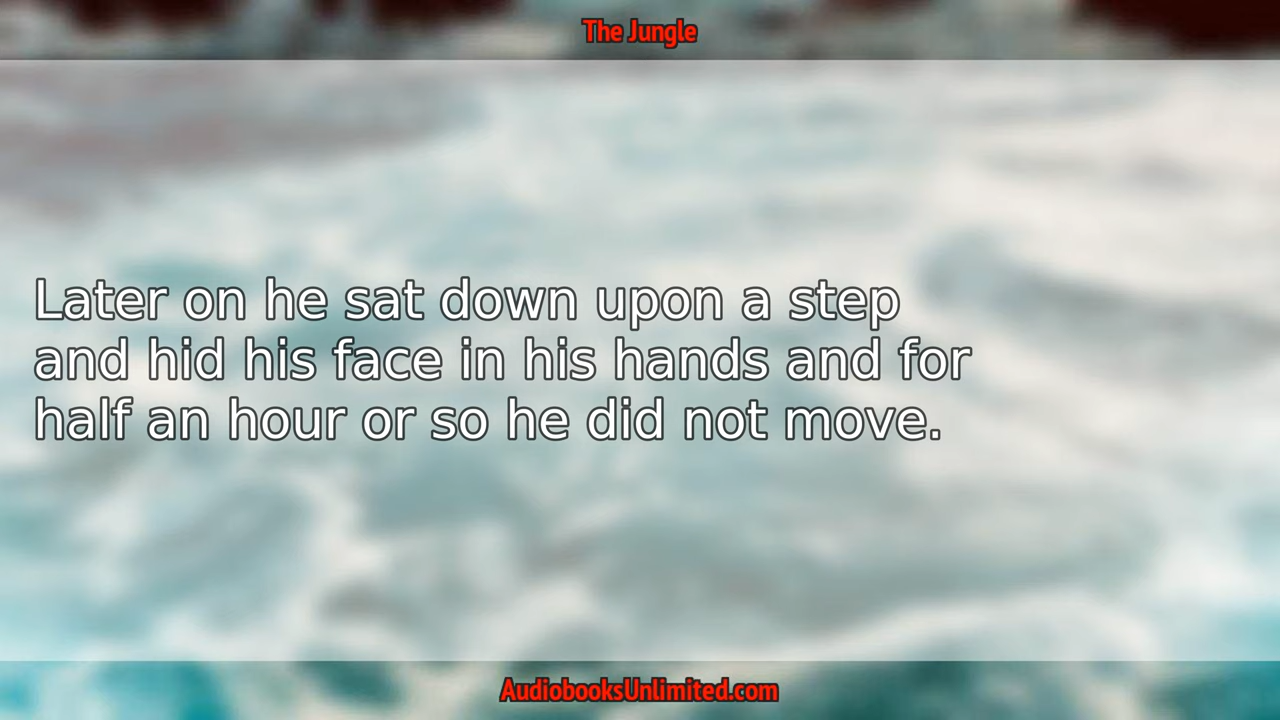 The Jungle
Later on he sat down upon a step
and hid his face in his hands and for
half an hour or so he did not move.
AudiobooksUnlimited.com